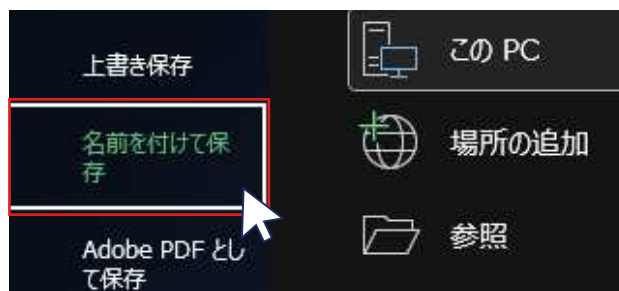 上書き保存
名前を付けて保
存
Adobe PDF とし
て保存
この PC
場所の追加
参照